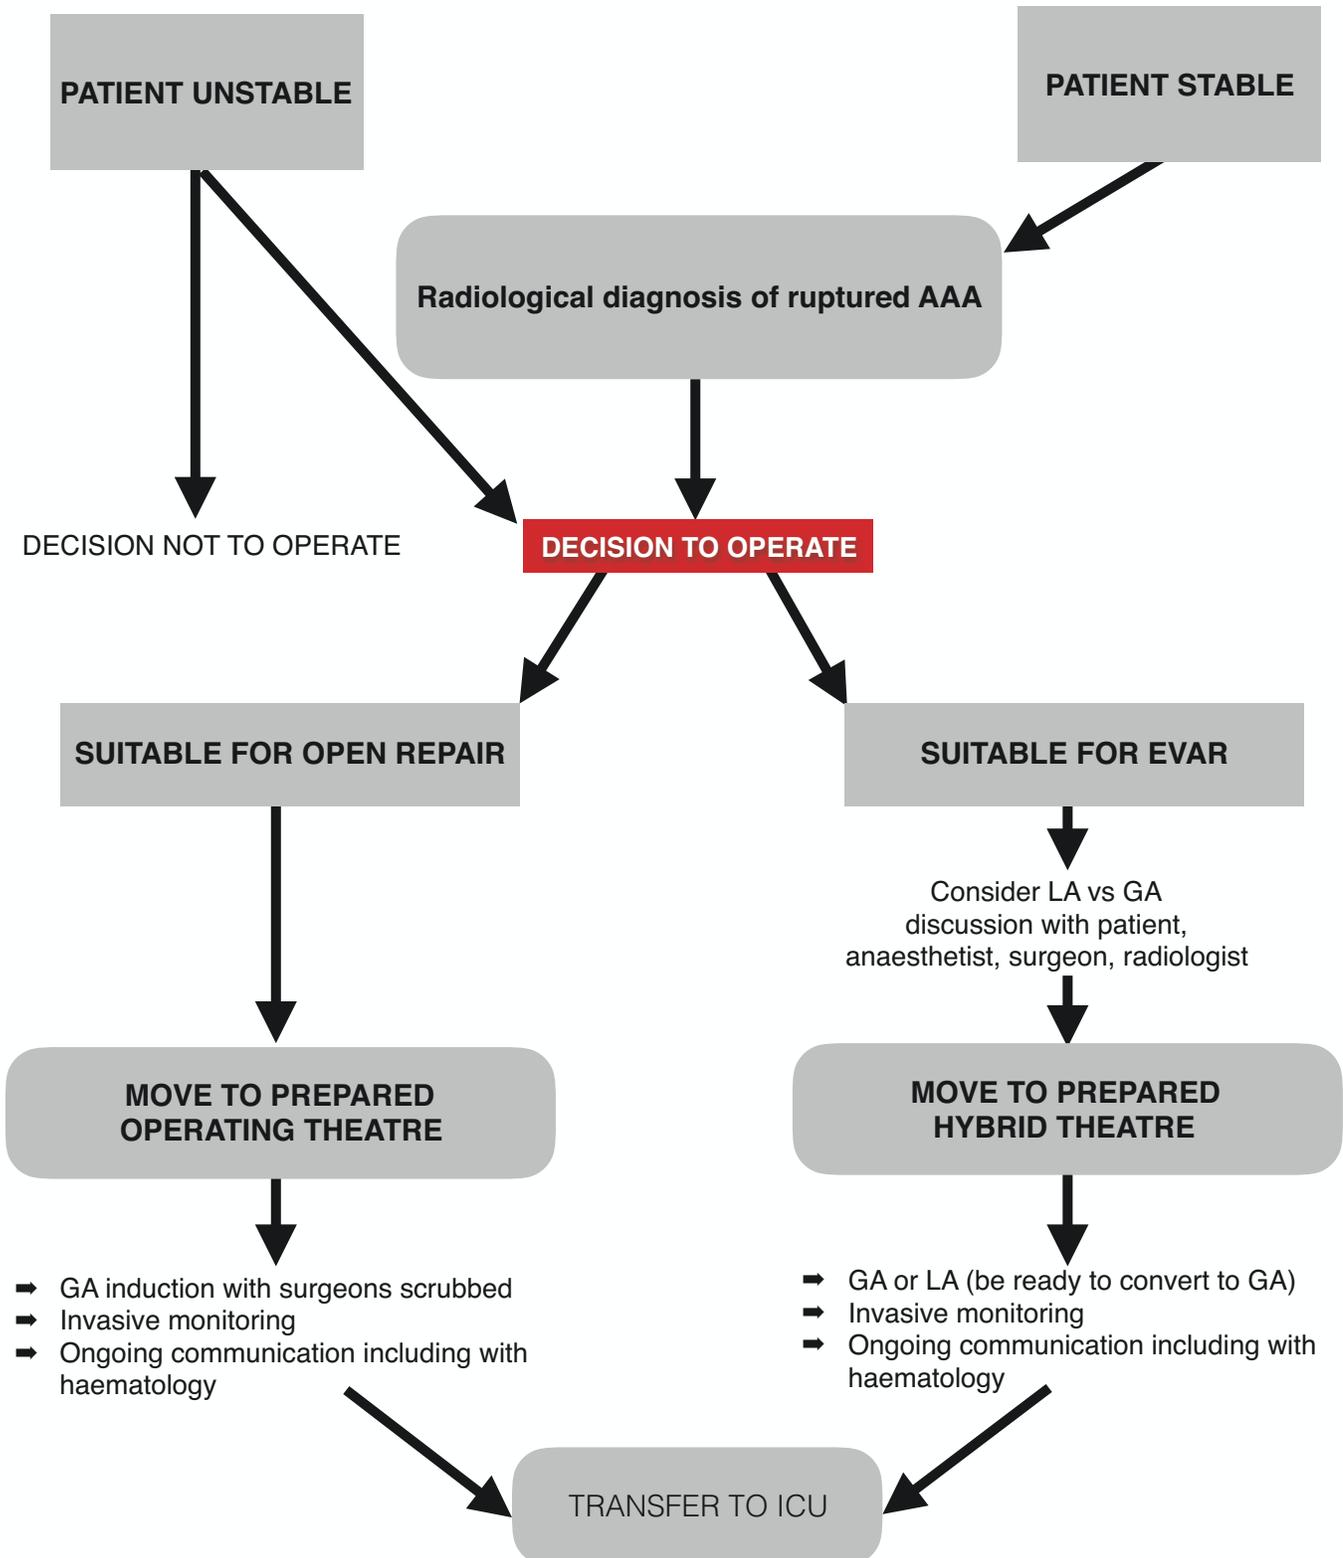 PATIENT UNSTABLE
PATIENT STABLE
Radiological diagnosis of ruptured AAA
DECISION NOT TO OPERATE
DECISION TO OPERATE
SUITABLE FOR OPEN REPAIR
SUITABLE FOR EVAR
Consider LA vs GA
discussion with patient,
anaesthetist, surgeon, radiologist
MOVE TO PREPARED
OPERATING THEATRE
MOVE TO PREPARED
HYBRID THEATRE
➡ GA induction with surgeons scrubbed
➡ Invasive monitoring
➡ Ongoing communication including with
haematology
➡ GA or LA (be ready to convert to GA)
➡ Invasive monitoring
➡ Ongoing communication including with
haematology
TRANSFER TO ICU